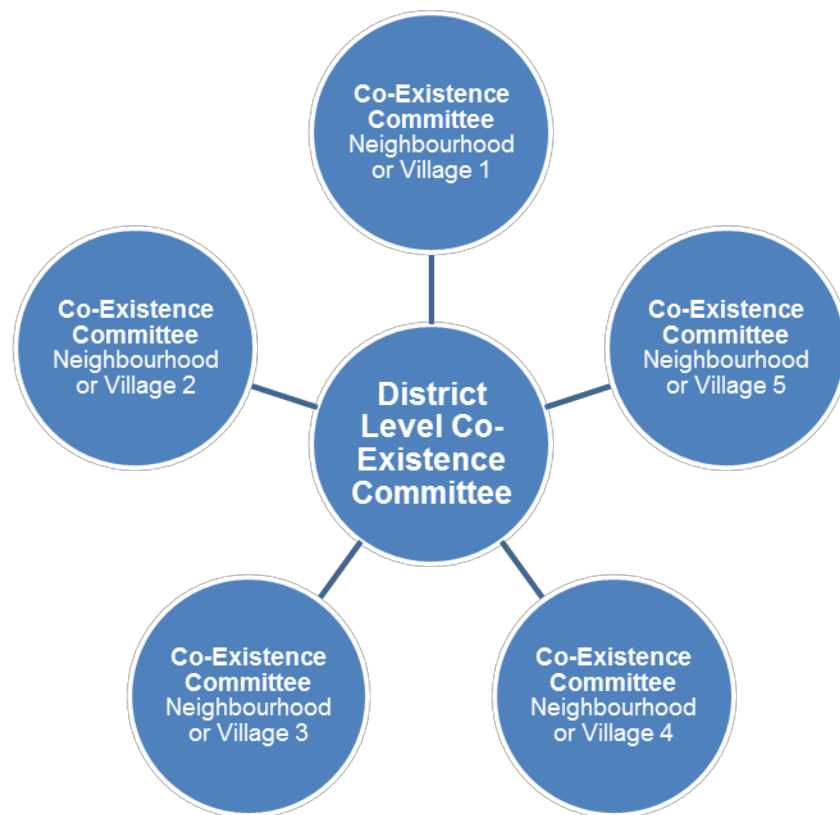 Co-Existence
Committee
Neighbourhood
or Village 1
Co-Existence
Committee
Neighbourhood
or Village 2
Co-Existence
Committee
Neighbourhood
or Village 5
District
Level Co-
Existence
Committee
Co-Existence
Committee
Neighbourhood
or Village 3
Co-Existence
Committee
Neighbourhood
or Village 4